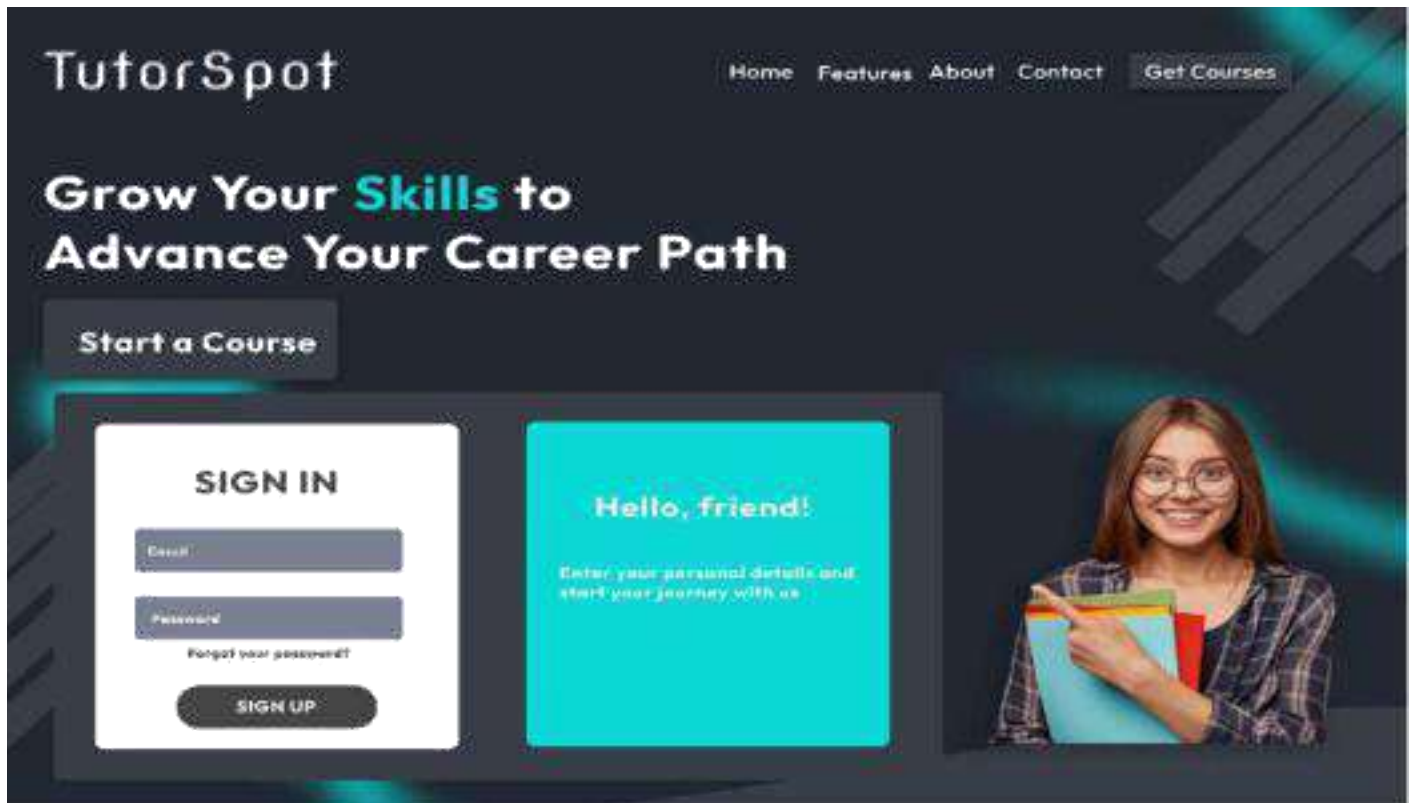 TutorSpot
Home Features About Contact Get Courses
Grow Your Skills to
Advance Your Career Path
Start a Course
SIGN IN
Email
Password
Forgot your password?
SIGN UP
Hello, friend!
Enter your personal details and
start your journey with us